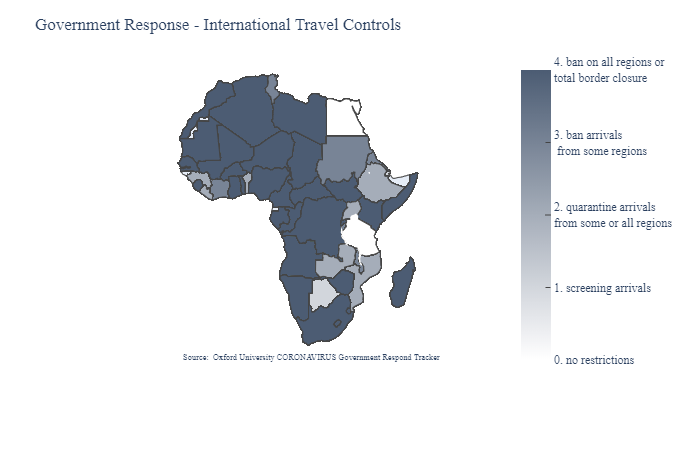 Government Response - International Travel Controls
4. ban on all regions or
total border closure
3. ban arrivals
from some regions
2. quarantine arrivals
from some or all regions
1. screening arrivals
0. no restrictions
Source: Oxford University CORONAVIRUS Government Respond Tracker